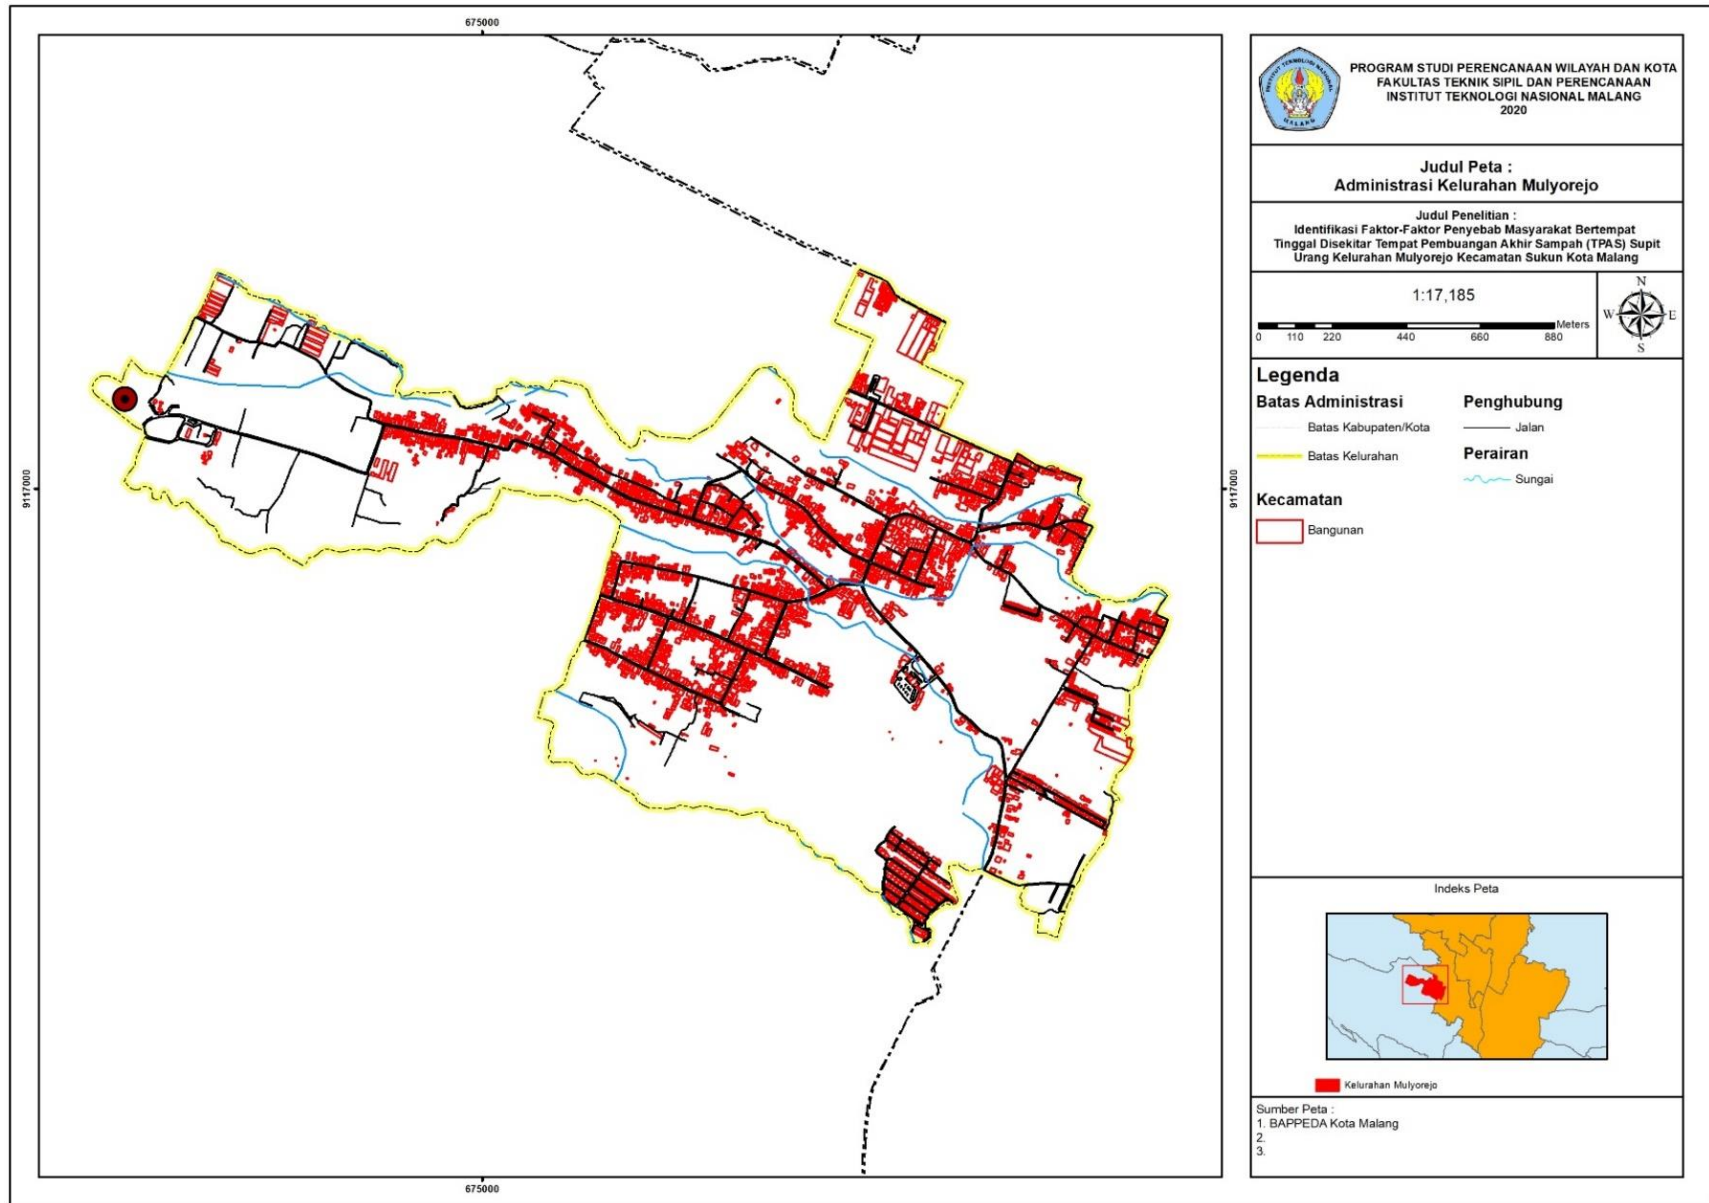 675000
9117000
9117000
675000
INSTITUT TEKNOLOGI NASIONAL
MALANG
PROGRAM STUDI PERENCANAAN WILAYAH DAN KOTA
FAKULTAS TEKNIK SIPIL DAN PERENCANAAN
INSTITUT TEKNOLOGI NASIONAL MALANG
2020
Judul Peta :
Administrasi Kelurahan Mulyorejo
Judul Penelitian :
Identifikasi Faktor-Faktor Penyebab Masyarakat Bertempat
Tinggal Disekitar Tempat Pembuangan Akhir Sampah (TPAS) Supit
Urang Kelurahan Mulyorejo Kecamatan Sukun Kota Malang
1:17,185
Meters
0 110 220 440 660 880
N
W E
S
Legenda
Batas Administrasi
Batas Kabupaten/Kota
Batas Kelurahan
Kecamatan
Bangunan
Penghubung
Jalan
Perairan
Sungai
Indeks Peta
Kelurahan Mulyorejo
Sumber Peta :
1. BAPPEDA Kota Malang
2.
3.